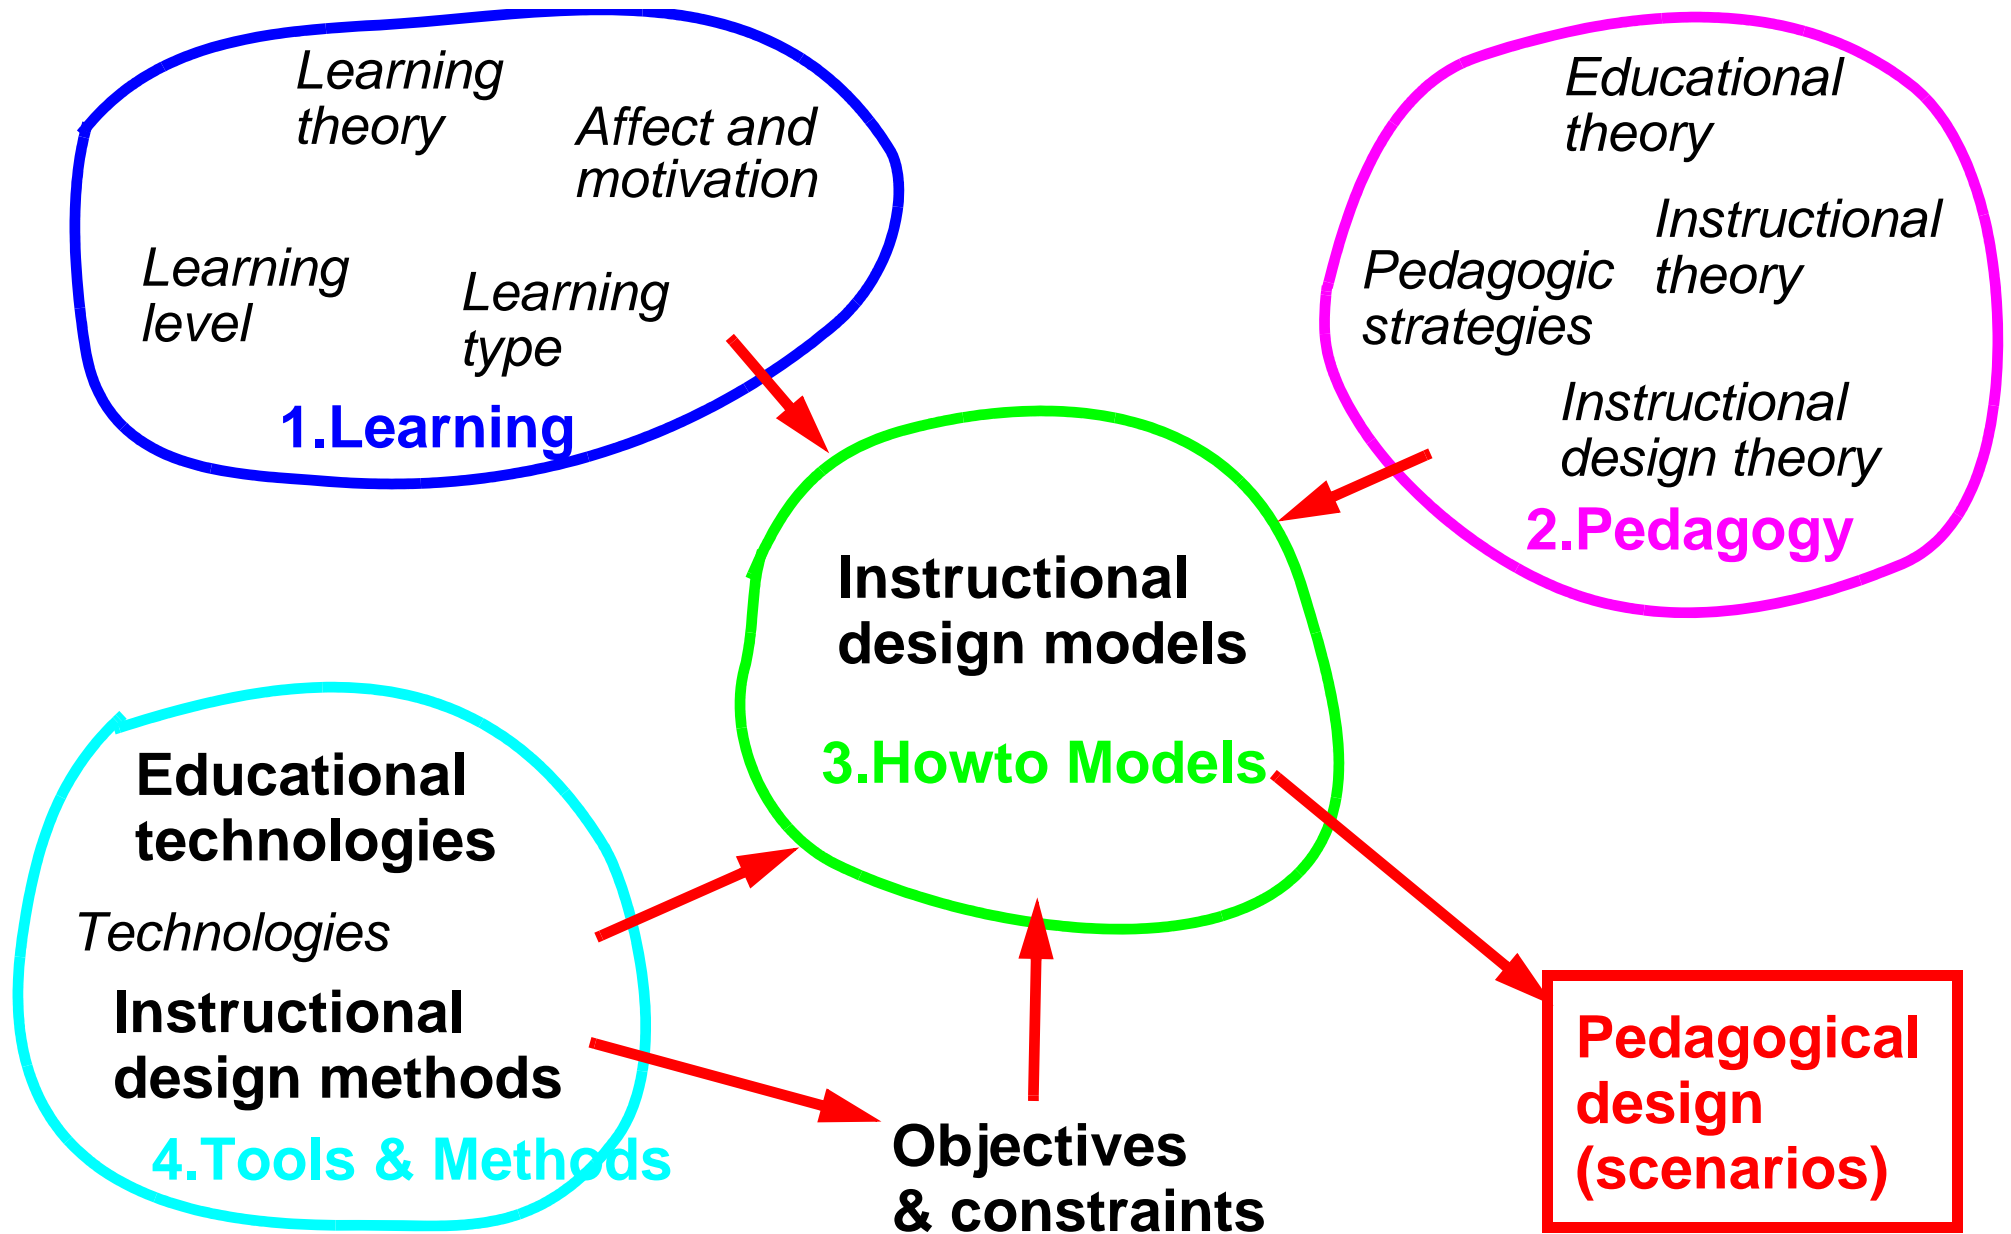 Learning
theory
Affect and
motivation
Learning
level
Learning
type
1.Learning
Educational
theory
Instructional
theory
Pedagogic
strategies
Instructional
design theory
2.Pedagogy
Instructional
design models
3.Howto Models
Educational
technologies
Technologies
Instructional
design methods
4.Tools & Methods
Objectives
& constraints
Pedagogical
design
(scenarios)